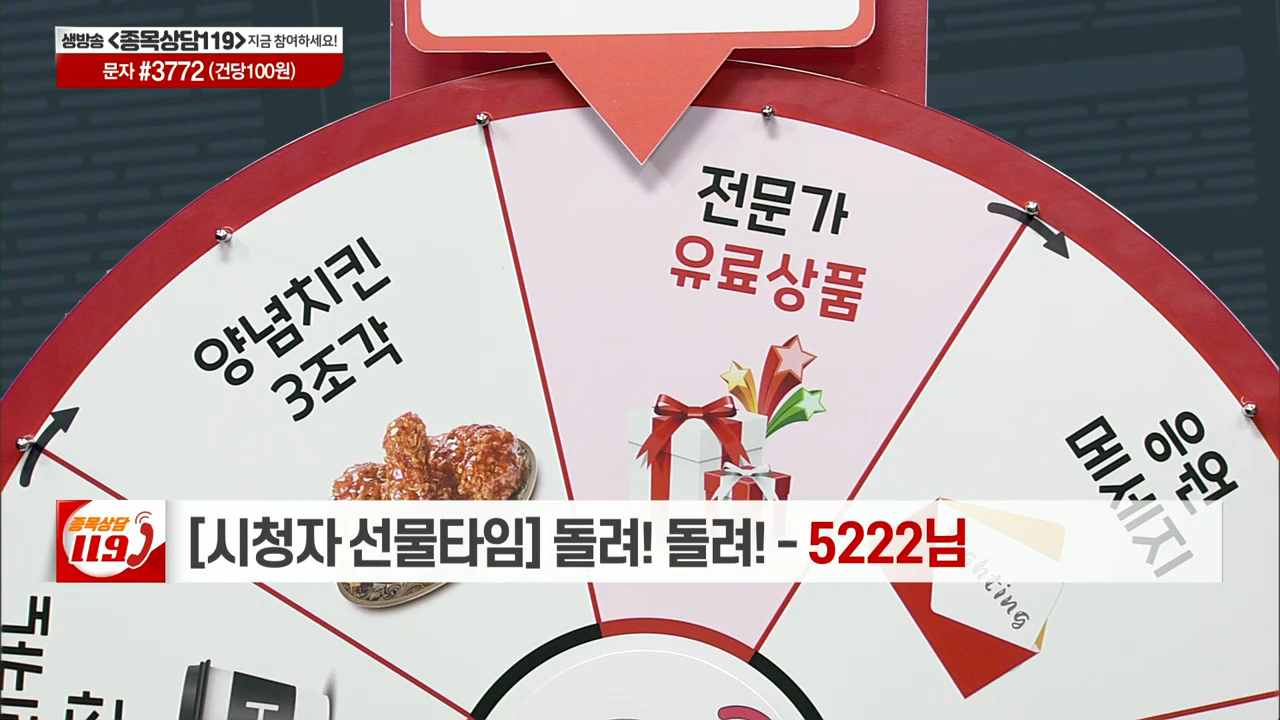 생방송 <종목상담119> 지금 참여하세요!
문자 #3772 (건당100원)
전문가
유료상품
양념치킨
3조각
응원
메세지
종목상담
119
[시청자 선물타임] 돌려! 돌려! - 5222님